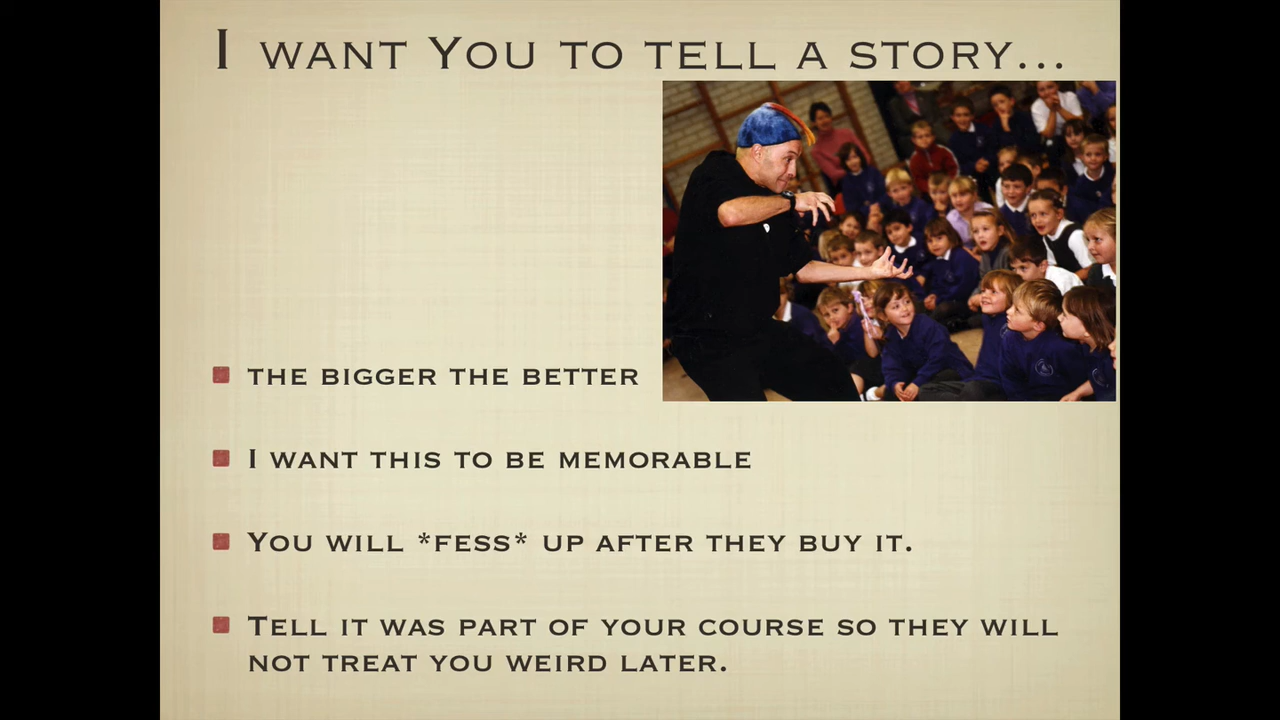 I want You to tell a story...
the bigger the better
I want this to be memorable
You will *fess* up after they buy it.
Tell it was part of your course so they will
not treat you weird later.